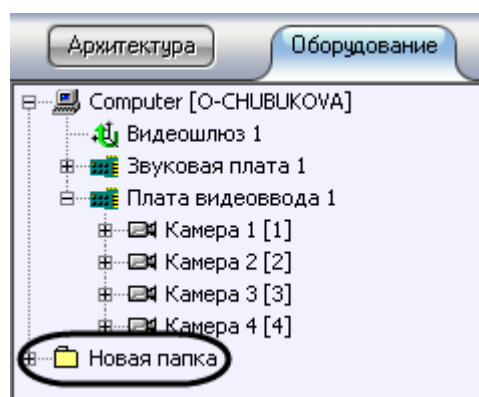 Архитектура Оборудование
Computer [O-CHUBUKOVA]
Видеошлюз 1
Звуковая плата 1
Плата видеоввода 1
Камера 1 [1]
Камера 2 [2]
Камера 3 [3]
Камера 4 [4]
Новая папка